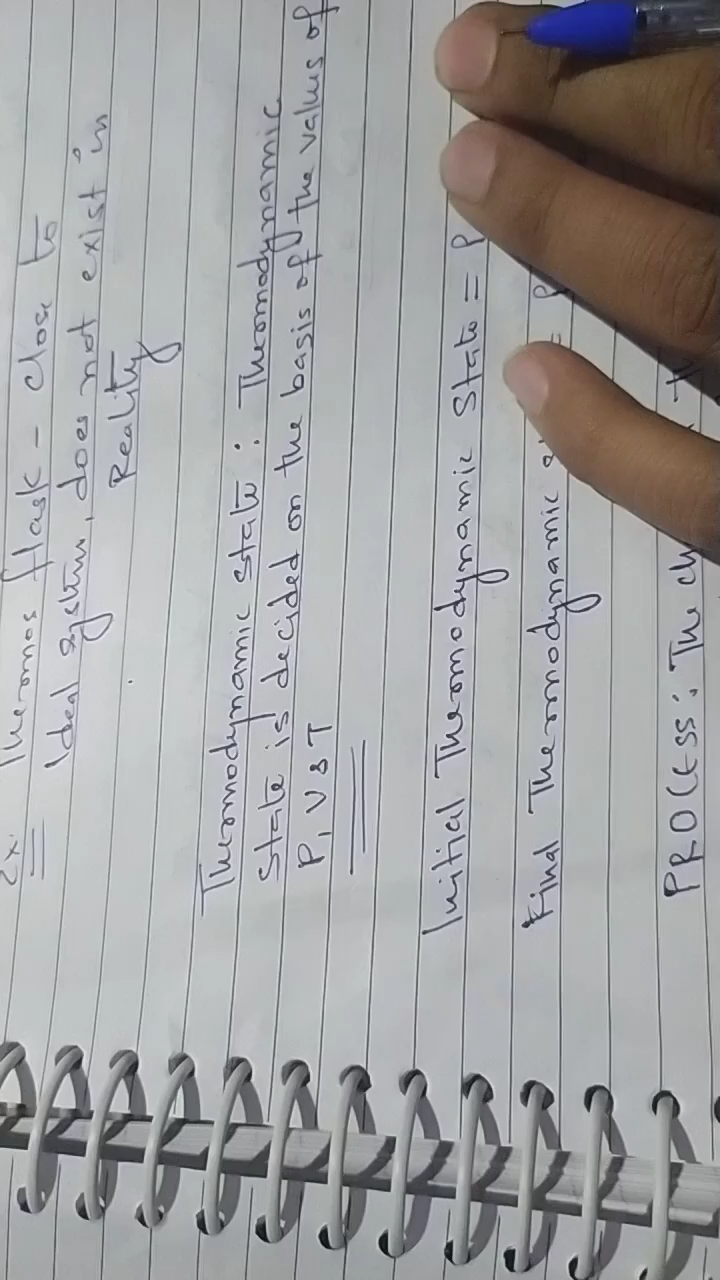 Ex. Thermos flask - close to
Ideal system, does not exist in
Reality
Thermodynamic state : Thermodynamic
State is decided on the basis of the values of
P, V & T
Initial Thermodynamic State = P
Final Thermodynamic
PROCESS : The